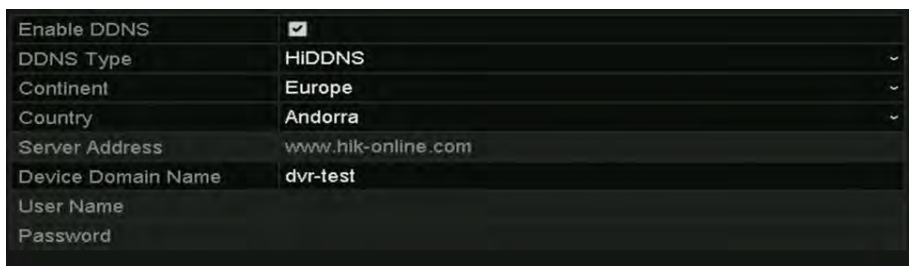 Enable DDNS
DDNS Type HiDDNS
Continent Europe
Country Andorra
Server Address www.hik-online.com
Device Domain Name dvr-test
User Name
Password